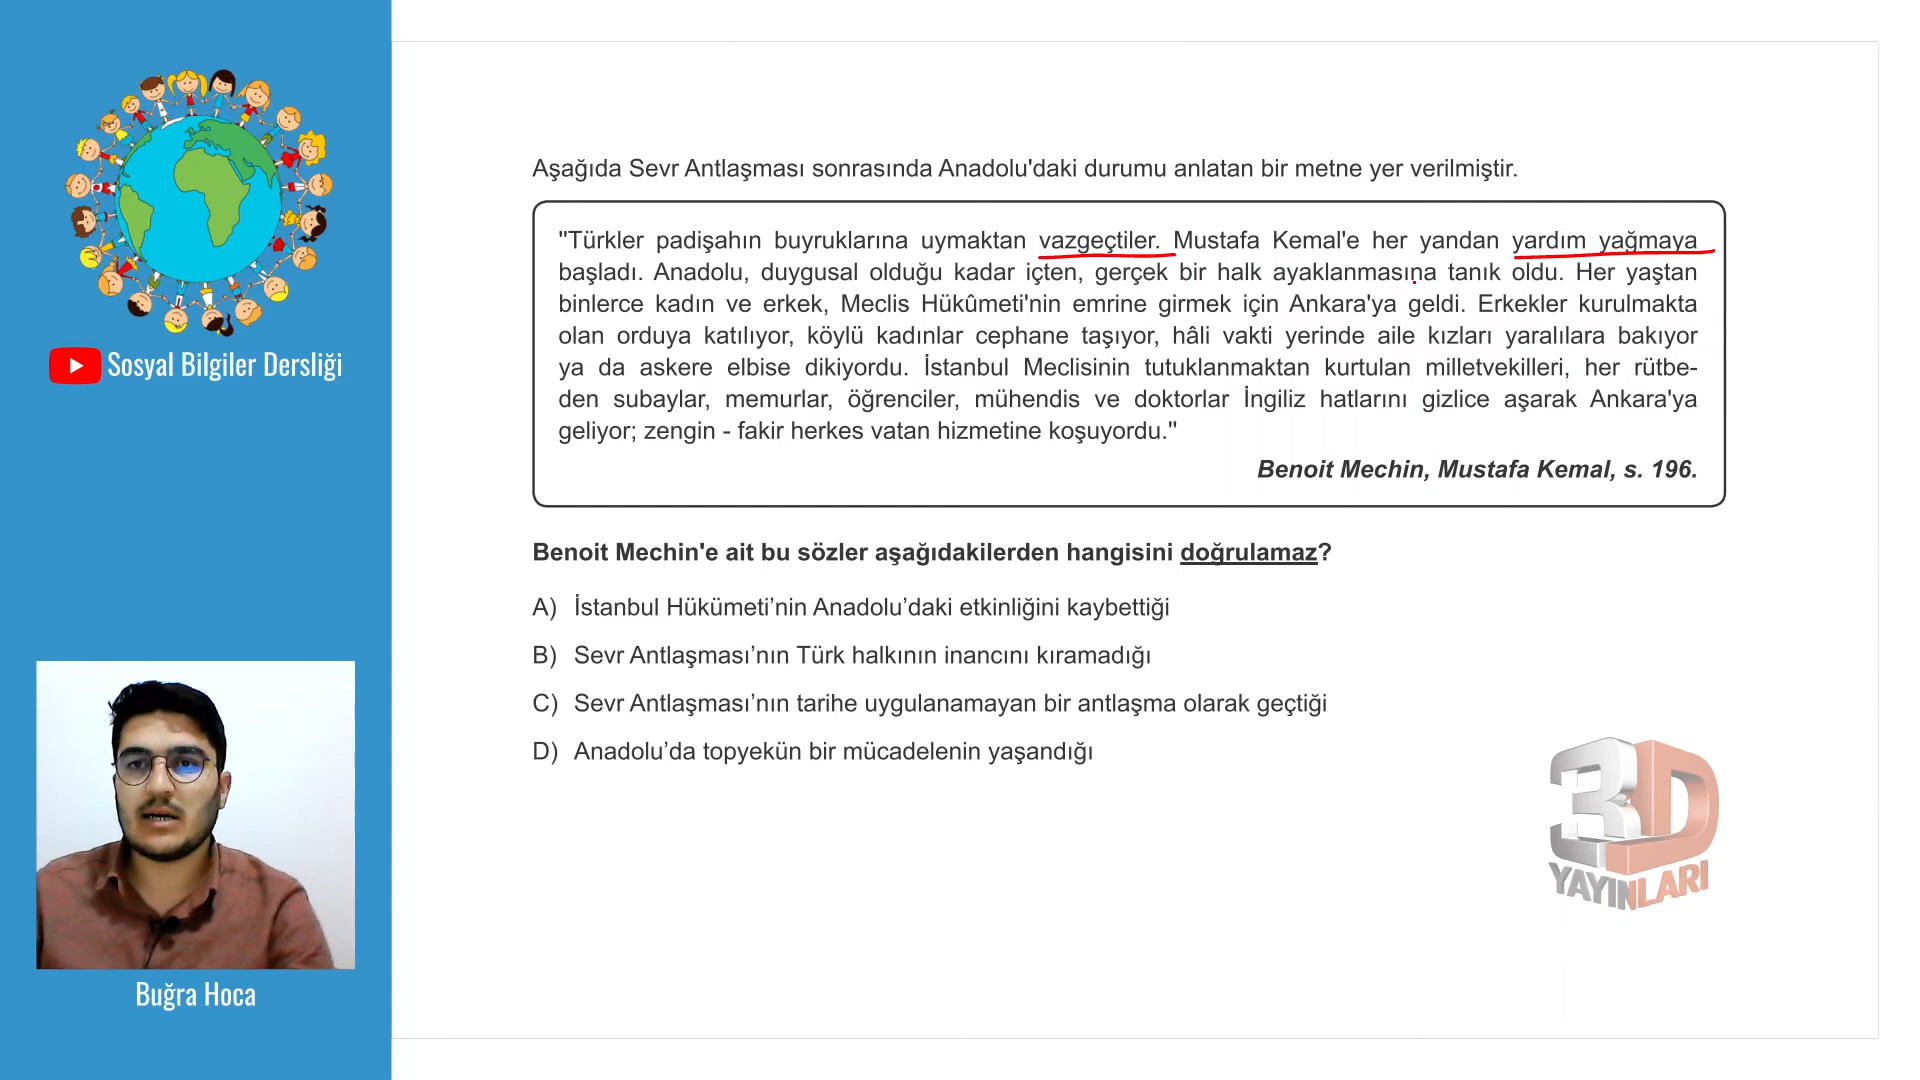 Sosyal Bilgiler Dersliği
Buğra Hoca
Aşağıda Sevr Antlaşması sonrasında Anadolu'daki durumu anlatan bir metne yer verilmiştir.
"Türkler padişahın buyruklarına uymaktan vazgeçtiler. Mustafa Kemal'e her yandan yardım yağmaya
başladı. Anadolu, duygusal olduğu kadar içten, gerçek bir halk ayaklanmasına tanık oldu. Her yaştan
binlerce kadın ve erkek, Meclis Hükûmeti'nin emrine girmek için Ankara'ya geldi. Erkekler kurulmakta
olan orduya katılıyor, köylü kadınlar cephane taşıyor, hâli vakti yerinde aile kızları yaralılara bakıyor
ya da askere elbise dikiyordu. İstanbul Meclisinin tutuklanmaktan kurtulan milletvekilleri, her rütbe-
den subaylar, memurlar, öğrenciler, mühendis ve doktorlar İngiliz hatlarını gizlice aşarak Ankara'ya
geliyor; zengin - fakir herkes vatan hizmetine koşuyordu."
Benoit Mechin, Mustafa Kemal, s. 196.
Benoit Mechin'e ait bu sözler aşağıdakilerden hangisini doğrulamaz?
A) İstanbul Hükümeti’nin Anadolu’daki etkinliğini kaybettiği
B) Sevr Antlaşması’nın Türk halkının inancını kıramadığı
C) Sevr Antlaşması’nın tarihe uygulanamayan bir antlaşma olarak geçtiği
D) Anadolu’da topyekün bir mücadelenin yaşandığı
3D
YAYINLARI